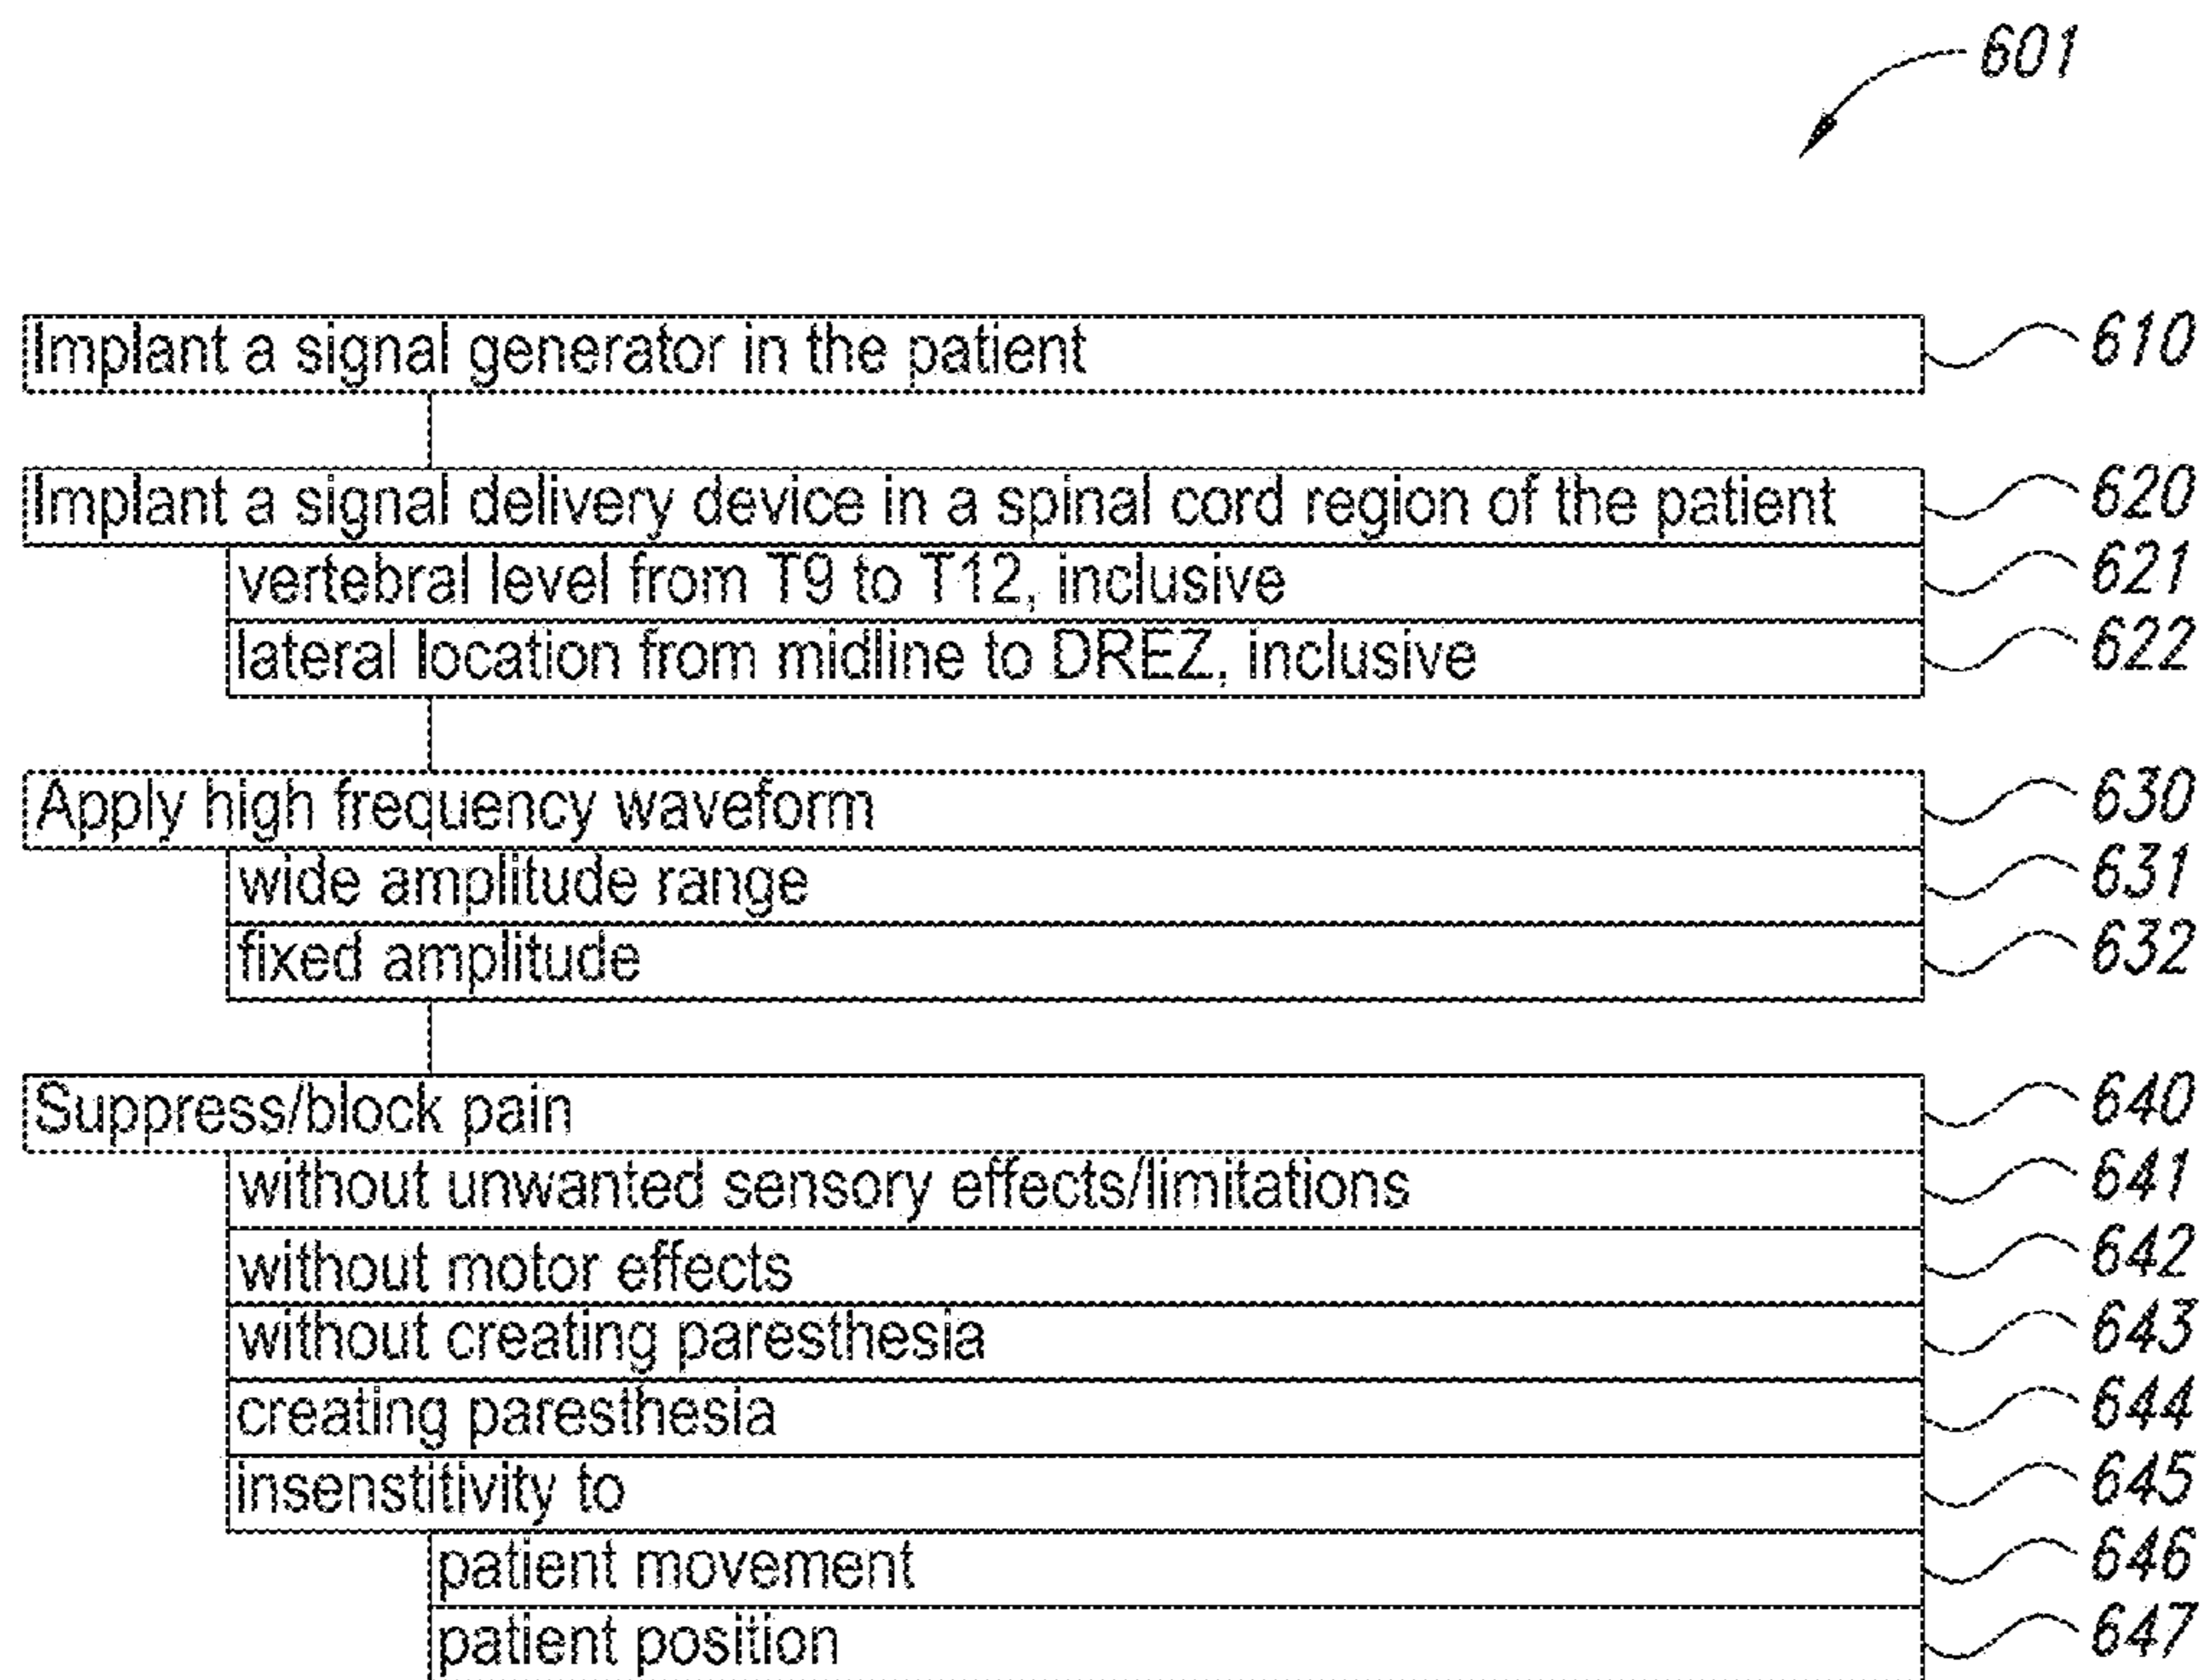 601
Implant a signal generator in the patient 610
Implant a signal delivery device in a spinal cord region of the patient 620
vertebral level from T9 to T12, inclusive 621
lateral location from midline to DREZ, inclusive 622
Apply high frequency waveform 630
wide amplitude range 631
fixed amplitude 632
Suppress/block pain 640
without unwanted sensory effects/limitations 641
without motor effects 642
without creating paresthesia 643
creating paresthesia 644
insenstitivity to 645
patient movement 646
patient position 647